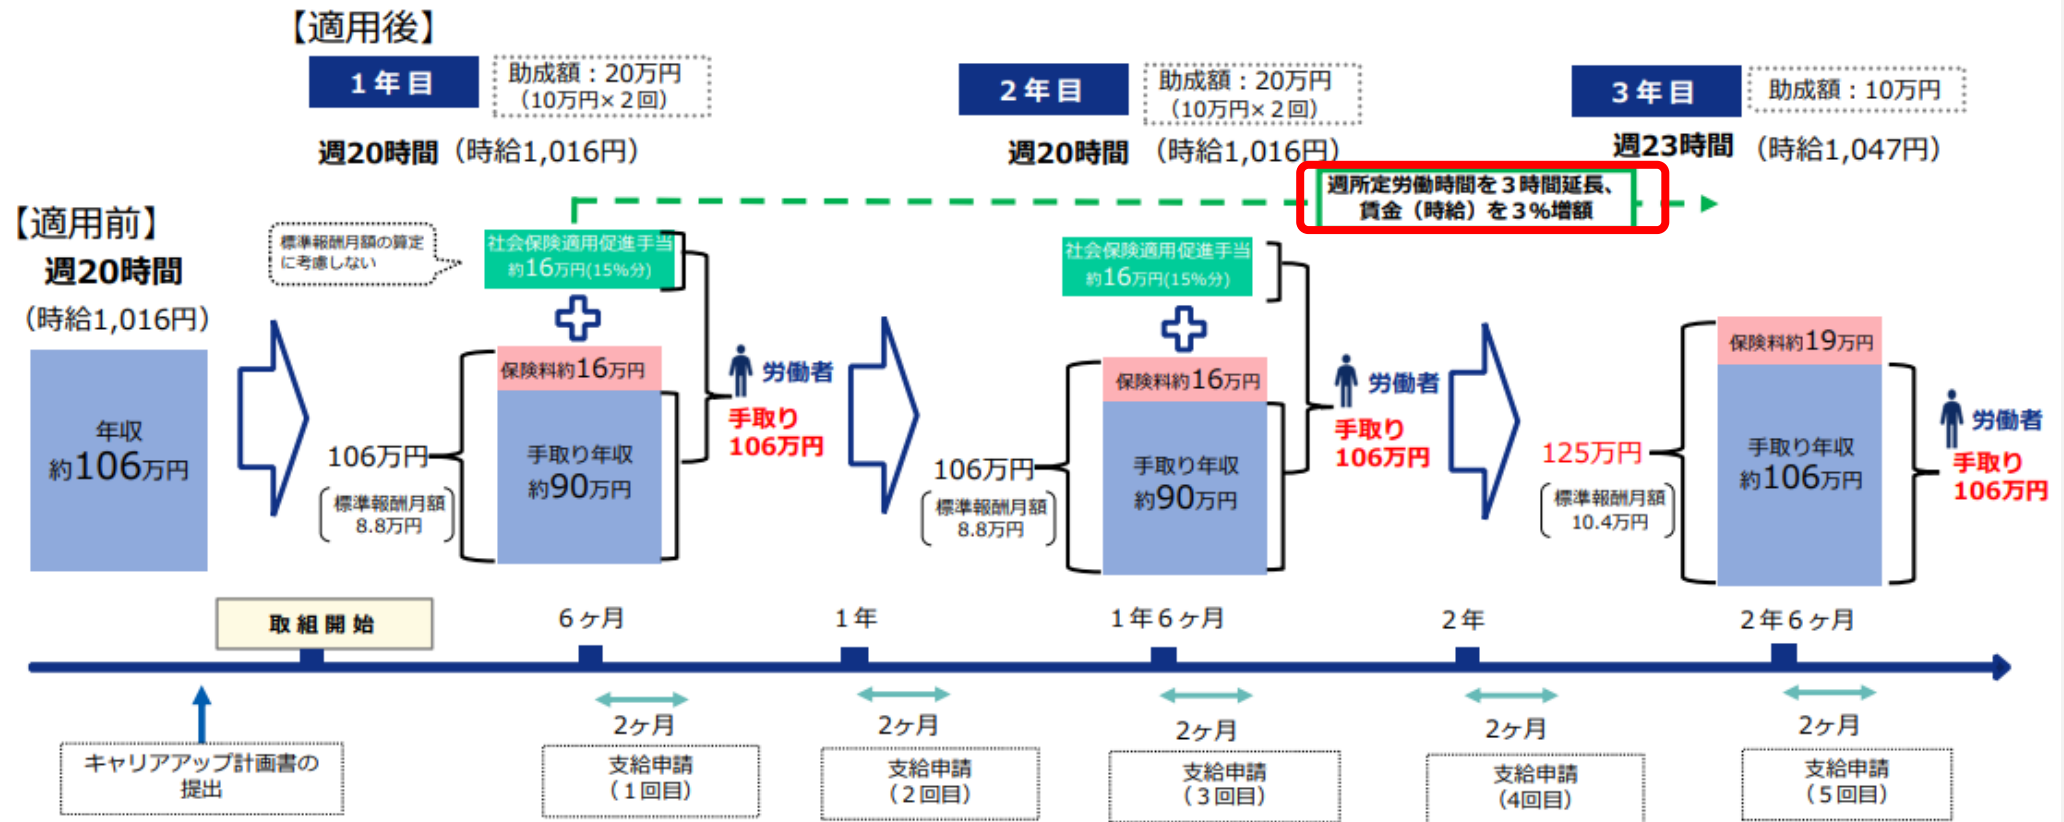 【適用後】
1年目
助成額：20万円
（10万円×２回）
週20時間（時給1,016円）
2年目
助成額：20万円
（10万円×２回）
週20時間（時給1,016円）
3年目
助成額：10万円
週23時間（時給1,047円）
週所定労働時間を３時間延長、
賃金（時給）を３％増額
【適用前】
週20時間
（時給1,016円）
年収
約106万円
標準報酬月額の算定
に考慮しない
社会保険適用促進手当
約16万円(15%分)
保険料約16万円
手取り年収
約90万円
106万円
標準報酬月額
8.8万円
労働者
手取り
106万円
社会保険適用促進手当
約16万円(15%分)
保険料約16万円
手取り年収
約90万円
106万円
標準報酬月額
8.8万円
労働者
手取り
106万円
保険料約19万円
手取り年収
約106万円
125万円
標準報酬月額
10.4万円
労働者
手取り
106万円
取組開始
6ヶ月
1年
1年6ヶ月
2年
2年6ヶ月
キャリアアップ計画書の
提出
2ヶ月
支給申請
（１回目）
2ヶ月
支給申請
（２回目）
2ヶ月
支給申請
（３回目）
2ヶ月
支給申請
（4回目）
2ヶ月
支給申請
（５回目）